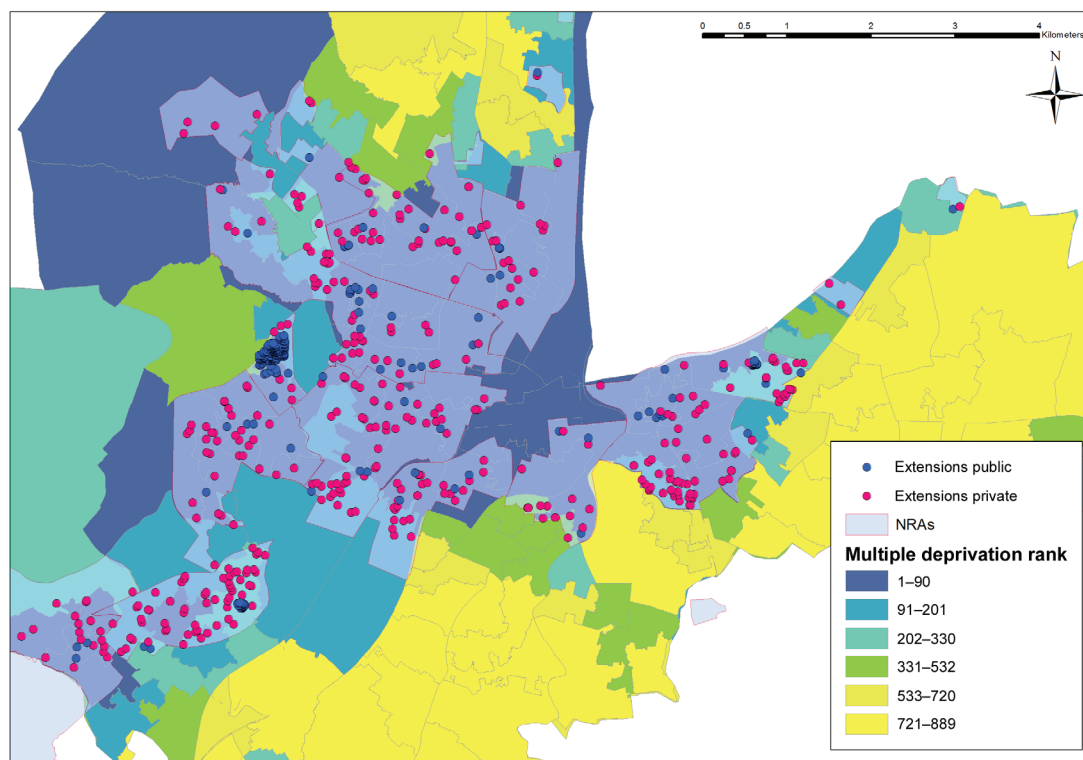 0 0.5 1 2 3 4
Kilometers
N
Extensions public
Extensions private
NRAs
Multiple deprivation rank
1–90
91–201
202–330
331–532
533–720
721–889